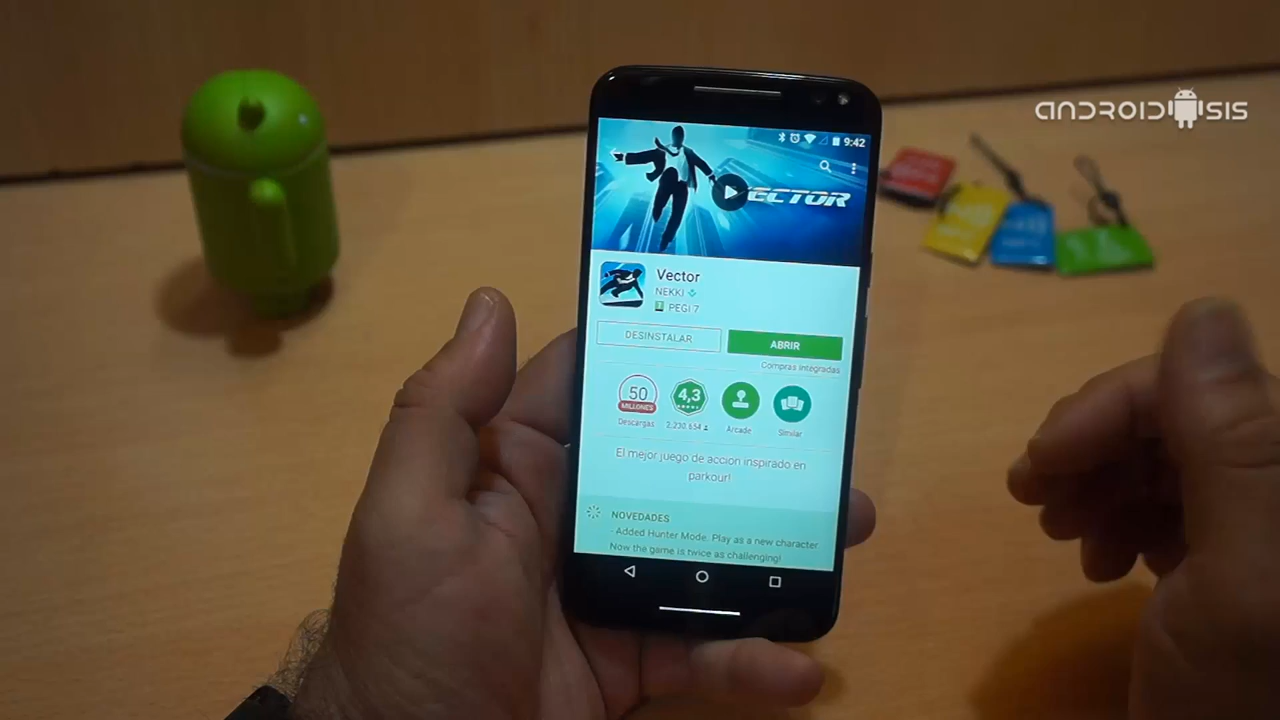 ANDROIDSIS
9:42
VECTOR
Vector
NEKKI
PEGI 7
DESINSTALAR
ABRIR
Compras integradas
50
MILLONES
4,3
Descargas
2.230.654
Arcade
Similar
El mejor juego de accion inspirado en
parkour!
NOVEDADES
- Added Hunter Mode. Play as a new character
Now the game is twice as challenging!